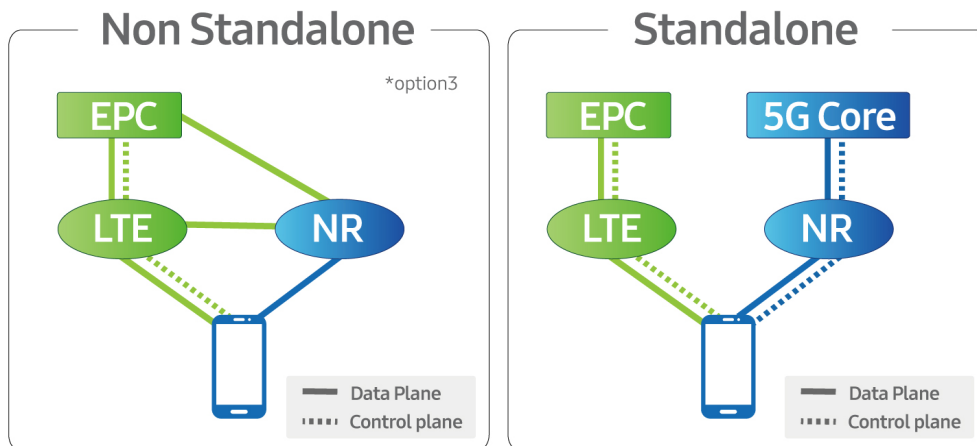 Non Standalone
*option3
EPC
LTE
NR
Data Plane
Control plane
Standalone
EPC
5G Core
LTE
NR
Data Plane
Control plane